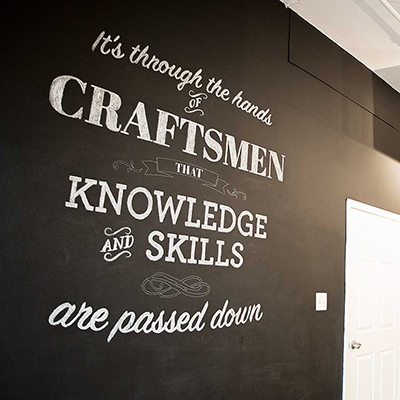 It's through the hands
OF
CRAFTSMEN
THAT
KNOWLEDGE
AND SKILLS
are passed down